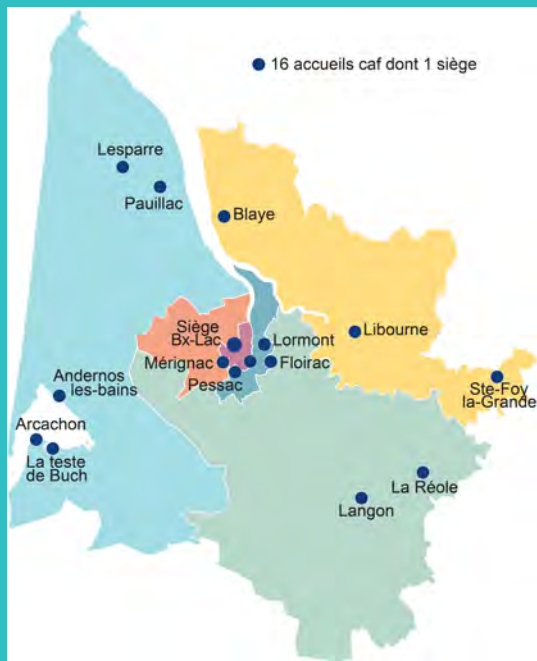 16 accueils caf dont 1 siège
Lesparre
Pauillac
Blaye
Siège
Bx-Lac
Lormont
Libourne
Mérignac
Floirac
Pessac
Andernos
les-bains
Ste-Foy
la-Grande
Arcachon
La teste
de Buch
La Réole
Langon